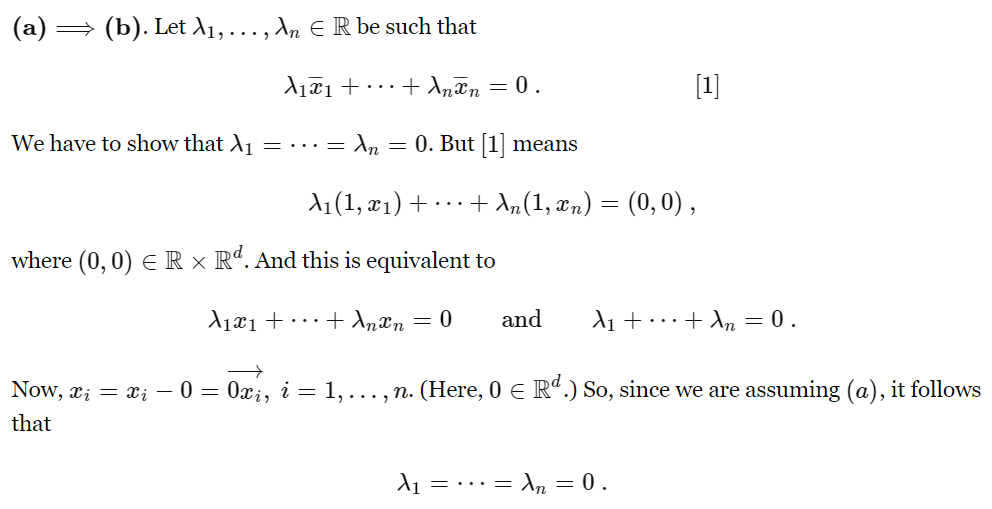 (a) ⟹ (b). Let λ₁, . . . , λₙ ∈ ℝ be such that
λ₁x̅₁ + · · · + λₙx̅ₙ = 0 . [1]
We have to show that λ₁ = · · · = λₙ = 0. But [1] means
λ₁(1, x₁) + · · · + λₙ(1, xₙ) = (0, 0) ,
where (0, 0) ∈ ℝ × ℝᵈ. And this is equivalent to
λ₁x₁ + · · · + λₙxₙ = 0 and λ₁ + · · · + λₙ = 0 .
Now, xᵢ = xᵢ − 0 = \overrightarrow{0xᵢ}, i = 1, . . . , n. (Here, 0 ∈ ℝᵈ.) So, since we are assuming (a), it follows
that
λ₁ = · · · = λₙ = 0 .